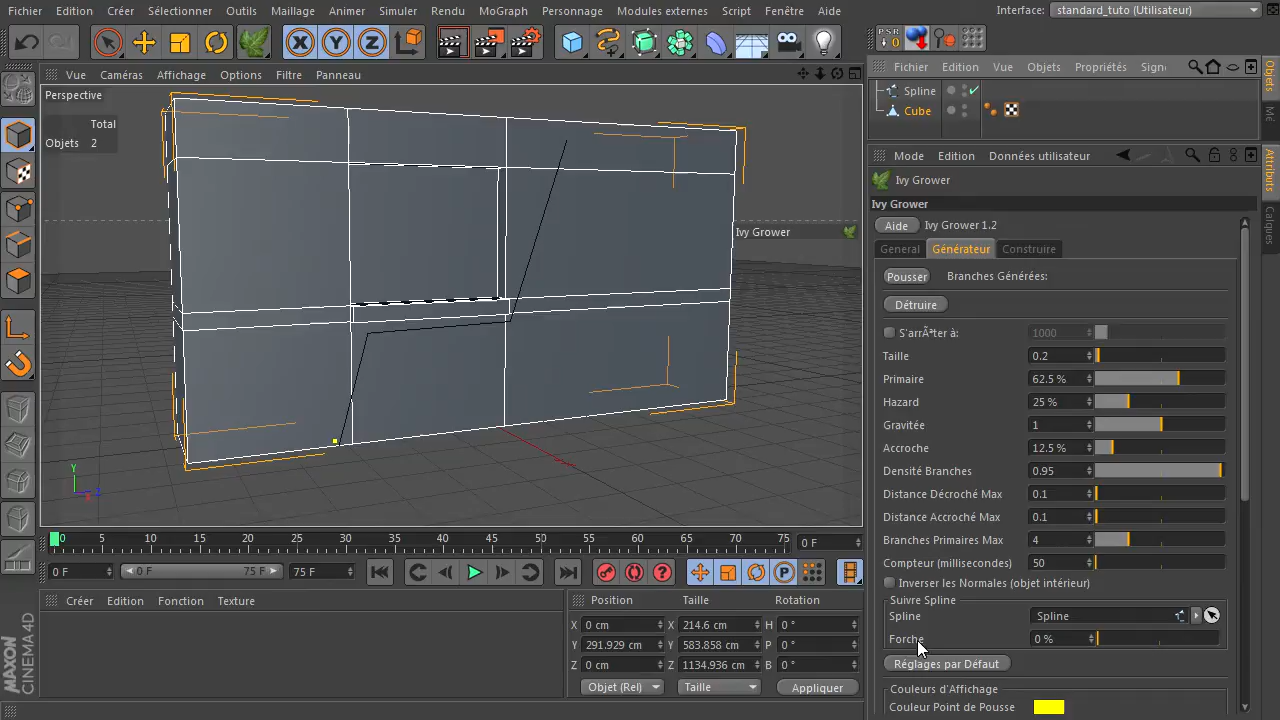 Fichier Edition Créer Sélectionner Outils Maillage Animer Simuler Rendu MoGraph Personnage Modules externes Script Fenêtre Aide Interface: standard_tuto (Utilisateur)
PSR
0
Vue Caméras Affichage Options Filtre Panneau
Fichier Edition Vue Objets Propriétés Sign
Perspective
Spline
Cube
Total
Objets 2
Mode Edition Données utilisateur
Ivy Grower
Ivy Grower
Aide Ivy Grower 1.2
Ivy Grower
General Générateur Construire
Pousser Branches Générées:
Détruire
S'arrÃªter à: 1000
Taille 0.2
Primaire 62.5 %
Hazard 25 %
Gravitée 1
Accroche 12.5 %
Densité Branches 0.95
Distance Décroché Max 0.1
Distance Accroché Max 0.1
Branches Primaires Max 4
Compteur (millisecondes) 50
Inverser les Normales (objet intérieur)
Suivre Spline
Spline Spline
Forche 0 %
Réglages par Défaut
Couleurs d'Affichage
Couleur Point de Pousse
Objets
Mé
Attributs
Calques
Y
X
Z
0 5 10 15 20 25 30 35 40 45 50 55 60 65 70 75 0 F
0 F 0 F 75 F 75 F
Créer Edition Fonction Texture
Position Taille Rotation
X 0 cm X 214.6 cm H 0 °
Y 291.929 cm Y 583.858 cm P 0 °
Z 0 cm Z 1134.936 cm B 0 °
Objet (Rel) Taille Appliquer
MAXON
CINEMA 4D